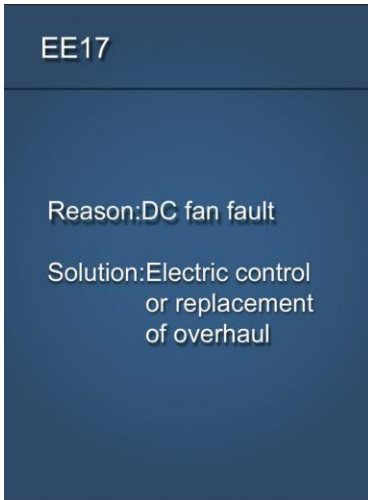 EE17
Reason:DC fan fault
Solution:Electric control
or replacement
of overhaul